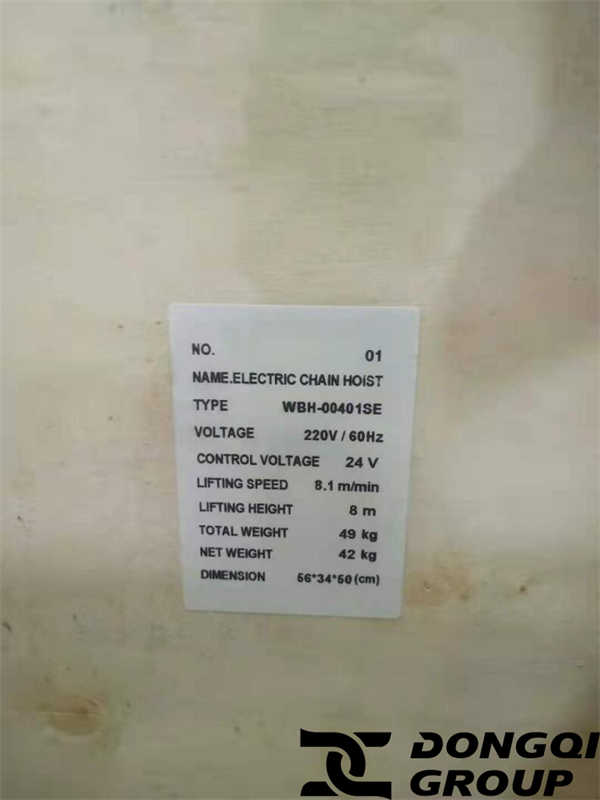 NO. 01
NAME.ELECTRIC CHAIN HOIST
TYPE WBH-00401SE
VOLTAGE 220V / 60Hz
CONTROL VOLTAGE 24 V
LIFTING SPEED 8.1 m/min
LIFTING HEIGHT 8 m
TOTAL WEIGHT 49 kg
NET WEIGHT 42 kg
DIMENSION 56*34*50 (cm)
DONGQI
GROUP